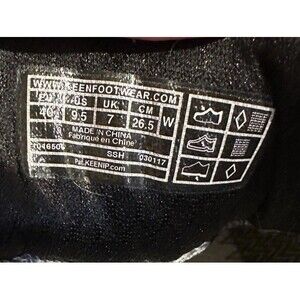 WWW.KEENFOOTWEAR.COM
EU US UK CM
40 9.5 7 26.5 W
MADE IN CHINA
Fabriqué en Chine
SSH 030117
A Pat.KEENIP.com